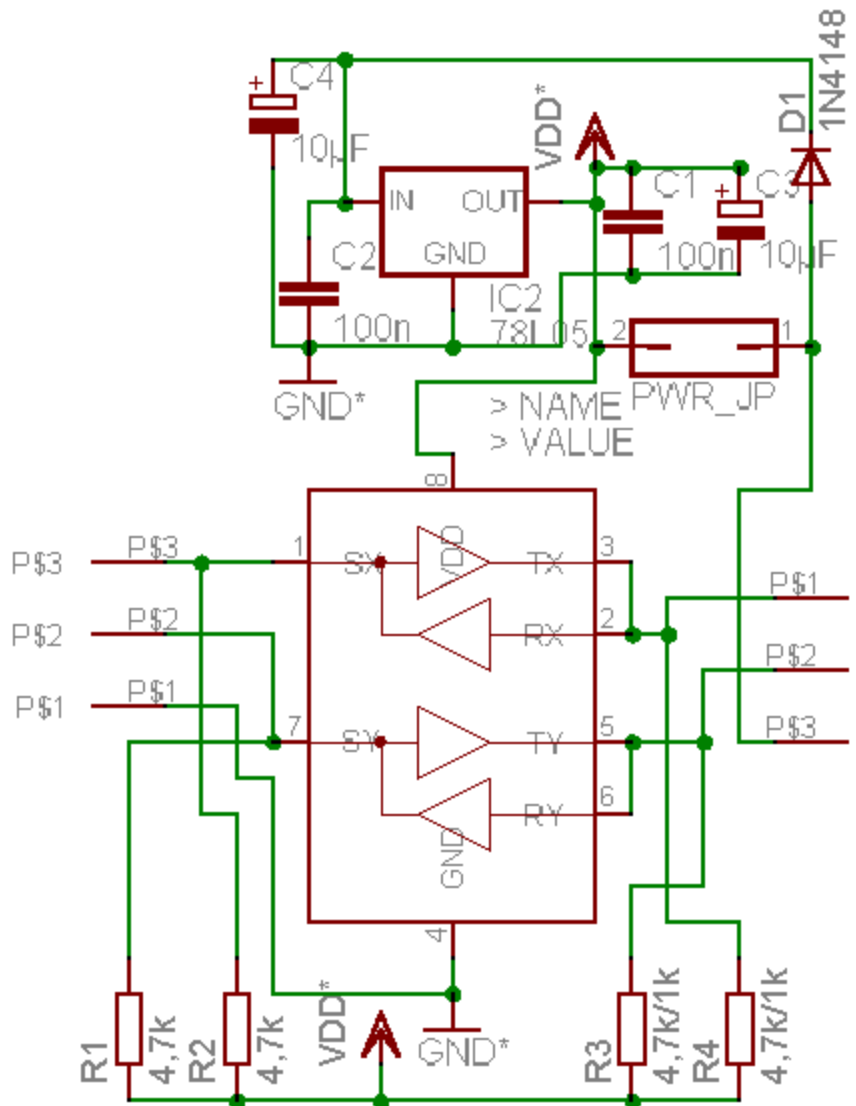 C4
+
10µF
VDD*
D1
1N4148
IN
OUT
GND
C1
+
C3
100n
10µF
C2
100n
IC2
78L05
2
1
PWR_JP
GND*
> NAME
> VALUE
8
P$3
P$3
1
SX
VDD
TX
3
P$1
P$2
P$2
RX
2
P$2
P$1
P$1
7
SY
TY
5
P$3
RY
6
GND
4
R1
4,7k
R2
4,7k
VDD*
GND*
R3
4,7k/1k
R4
4,7k/1k